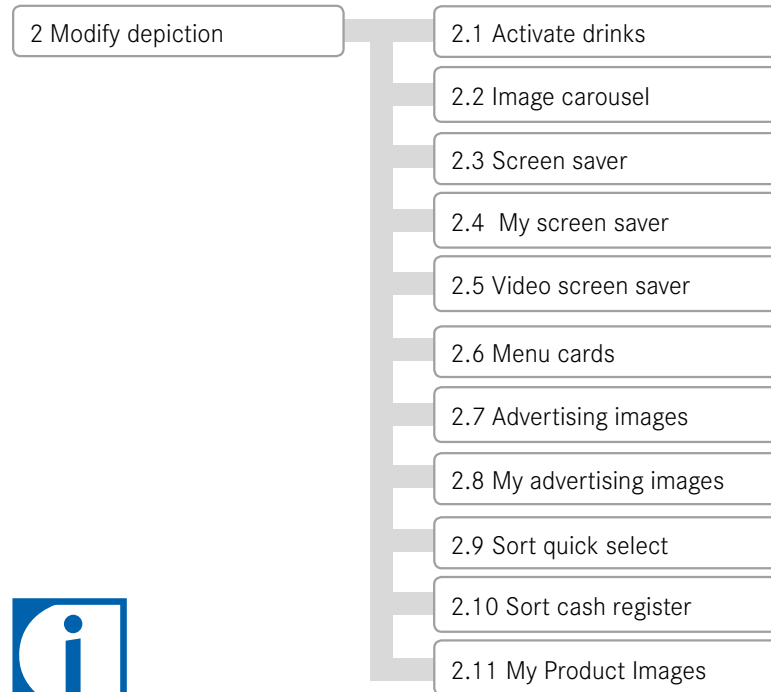 2 Modify depiction
2.1 Activate drinks
2.2 Image carousel
2.3 Screen saver
2.4 My screen saver
2.5 Video screen saver
2.6 Menu cards
2.7 Advertising images
2.8 My advertising images
2.9 Sort quick select
2.10 Sort cash register
2.11 My Product Images
i